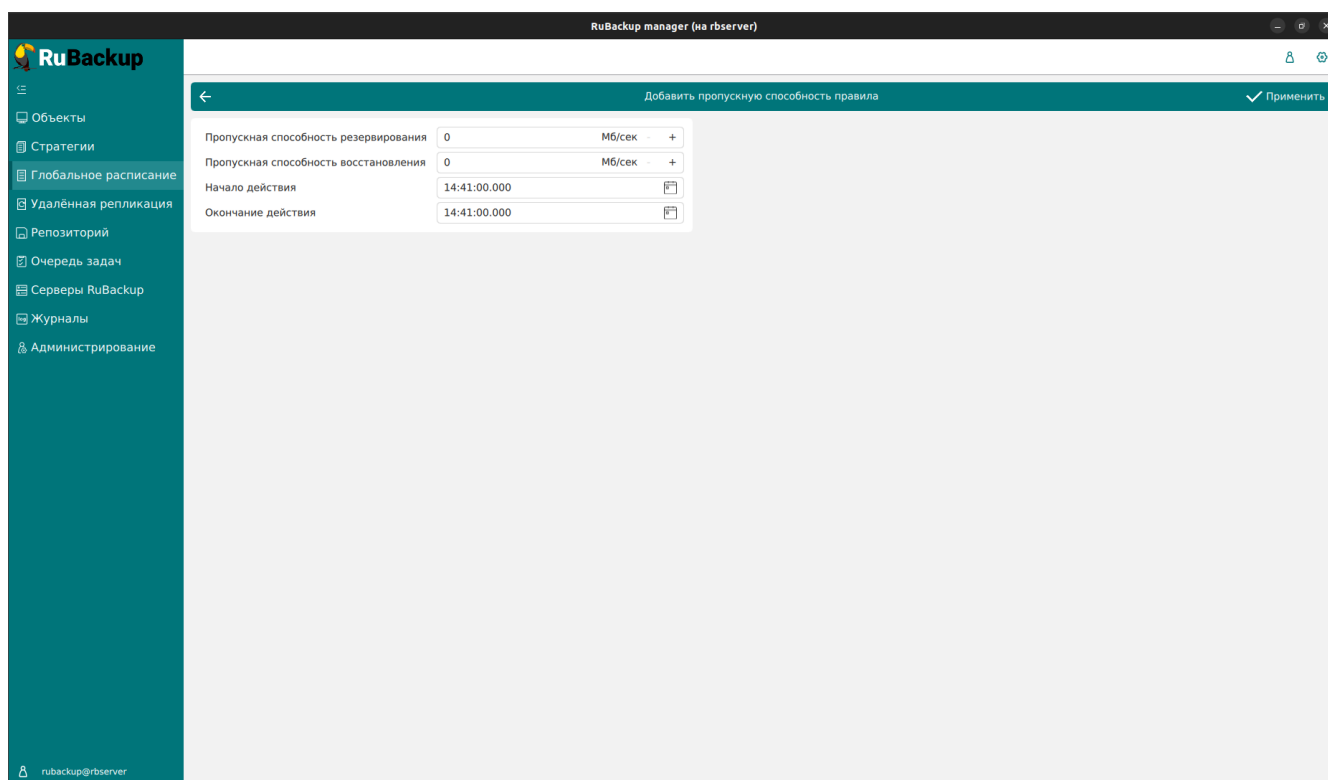 RuBackup manager (на rbserver)
RuBackup
Объекты
Стратегии
Глобальное расписание
Удалённая репликация
Репозиторий
Очередь задач
Серверы RuBackup
Журналы
Администрирование
rubackup@rbserver
Добавить пропускную способность правила
Применить
Пропускная способность резервирования 0 Мб/сек - +
Пропускная способность восстановления 0 Мб/сек - +
Начало действия 14:41:00.000
Окончание действия 14:41:00.000